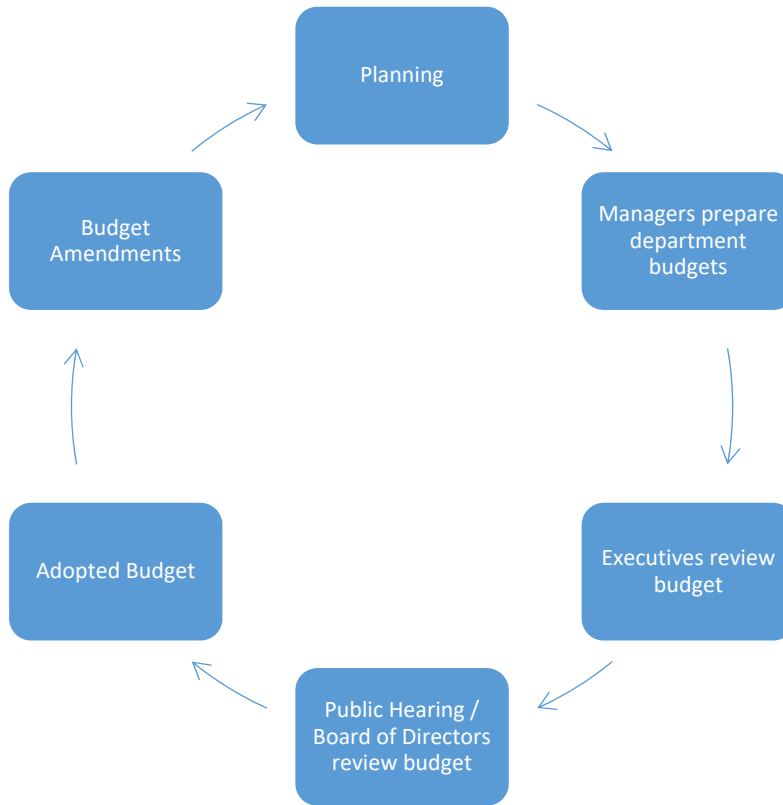 Planning
Managers prepare
department
budgets
Executives review
budget
Public Hearing /
Board of Directors
review budget
Adopted Budget
Budget
Amendments